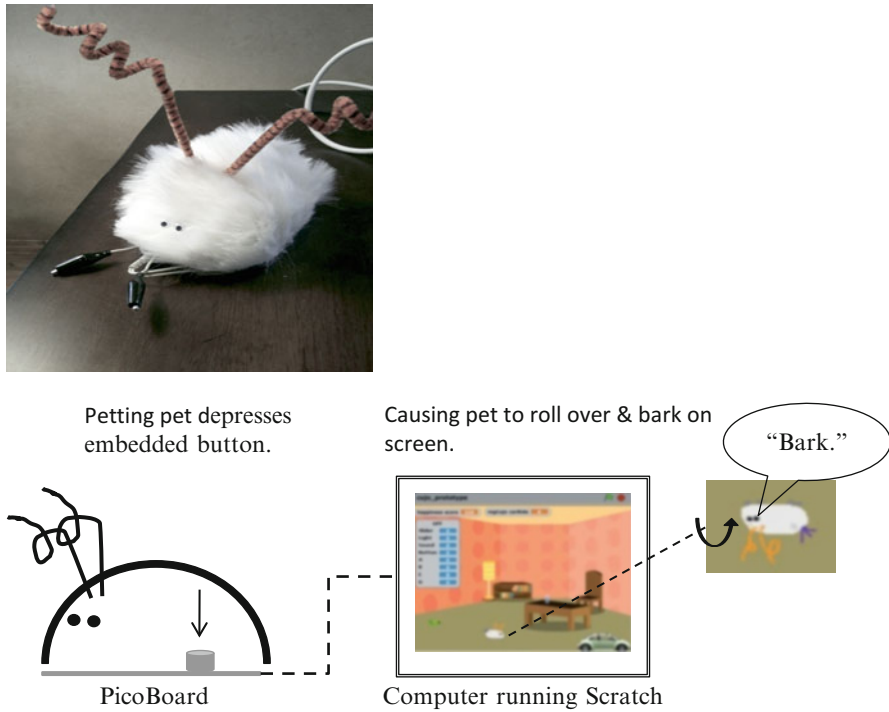 Petting pet depresses
embedded button.
Causing pet to roll over & bark on
screen.
“Bark.”
PicoBoard
Computer running Scratch